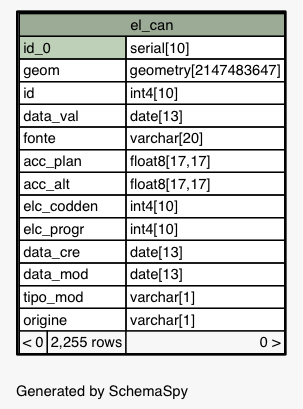 el_can
id_0 serial[10]
geom geometry[2147483647]
id int4[10]
data_val date[13]
fonte varchar[20]
acc_plan float8[17,17]
acc_alt float8[17,17]
elc_codden int4[10]
elc_progr int4[10]
data_cre date[13]
data_mod date[13]
tipo_mod varchar[1]
origine varchar[1]
< 0 2,255 rows 0 >
Generated by SchemaSpy